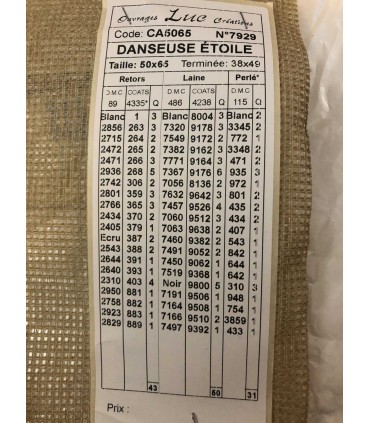 Ouvrages LUC Créations
Code: CA5065 N°7929
DANSEUSE ÉTOILE
Taille: 50x65 Terminée: 38x49
Retors Laine Perlé*
D.M.C COATS D.M.C COATS D.M.C
89 4335* Q 486 4238 Q 115 Q
Blanc 1 3 Blanc 8004 3 Blanc 2
2856 263 3 7320 9178 3 3345 2
2715 264 2 7549 9172 2 772 1
2472 265 2 7382 9162 3 3348 2
2471 266 3 7771 9164 3 471 2
2936 268 5 7367 9176 6 935 3
2742 306 2 7056 8136 2 972 1
2801 359 3 7632 9642 3 801 2
2766 365 3 7457 9526 4 435 2
2434 370 2 7060 9512 3 434 2
2405 379 1 7063 9638 2 407 1
Ecru 387 2 7460 9382 2 543 1
2543 388 2 7491 9052 2 842 1
2644 391 1 7450 9062 1 644 1
2640 393 1 7519 9368 1 642 1
2310 403 4 Noir 9800 5 310 3
2950 881 1 7191 9506 1 948 1
2758 882 1 7164 9508 1 754 1
2923 883 1 7166 9510 2 3859 1
2829 889 1 7497 9392 1 433 1
43 50 31
Prix :